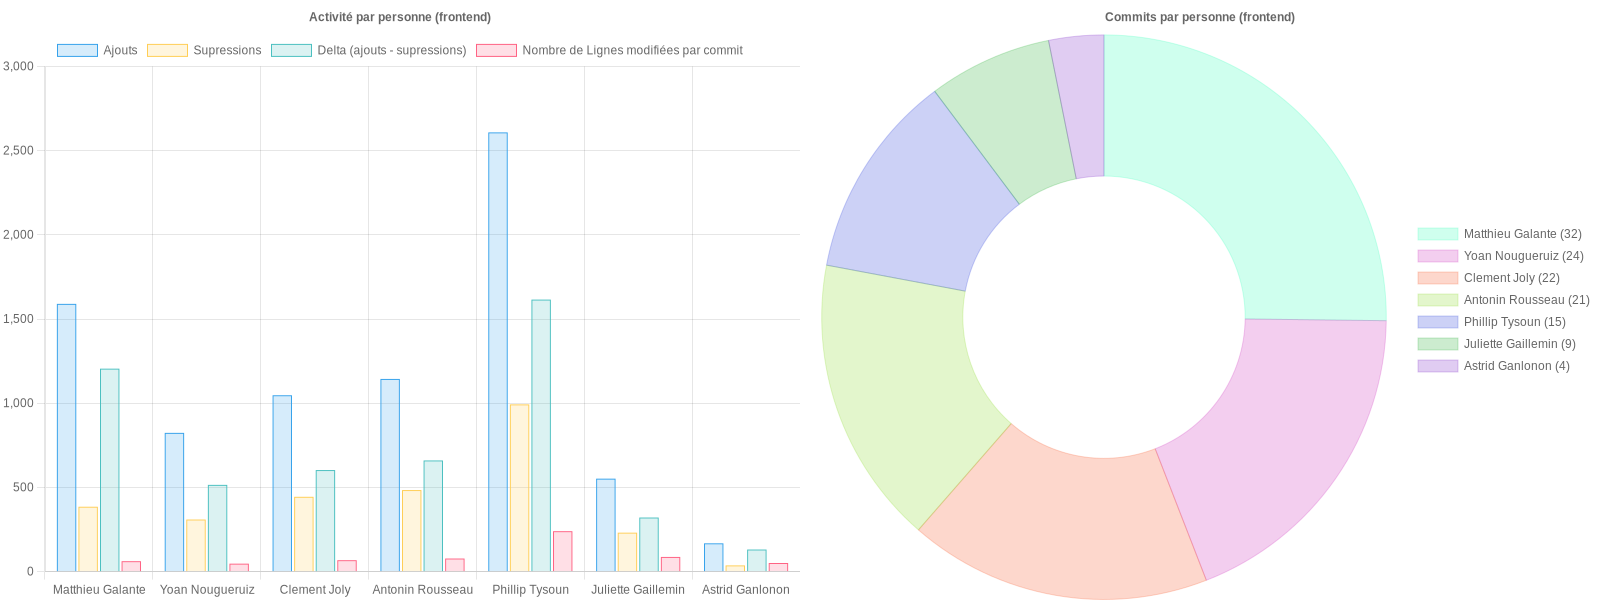 Activité par personne (frontend)
Ajouts Supressions Delta (ajouts - supressions) Nombre de Lignes modifiées par commit
3,000
2,500
2,000
1,500
1,000
500
0
Matthieu Galante Yoan Nougueruiz Clement Joly Antonin Rousseau Phillip Tysoun Juliette Gaillemin Astrid Ganlonon
Commits par personne (frontend)
Matthieu Galante (32)
Yoan Nougueruiz (24)
Clement Joly (22)
Antonin Rousseau (21)
Phillip Tysoun (15)
Juliette Gaillemin (9)
Astrid Ganlonon (4)